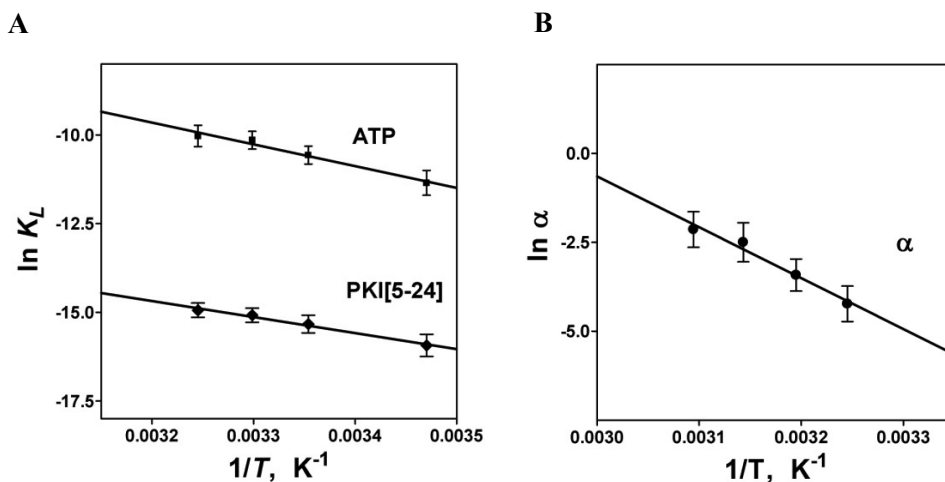 A
B
ln K_L
-10.0
-12.5
-15.0
-17.5
ATP
PKI[5-24]
0.0032
0.0033
0.0034
0.0035
1/T, K⁻¹
ln α
0.0
-2.5
-5.0
α
0.0030
0.0031
0.0032
0.0033
1/T, K⁻¹